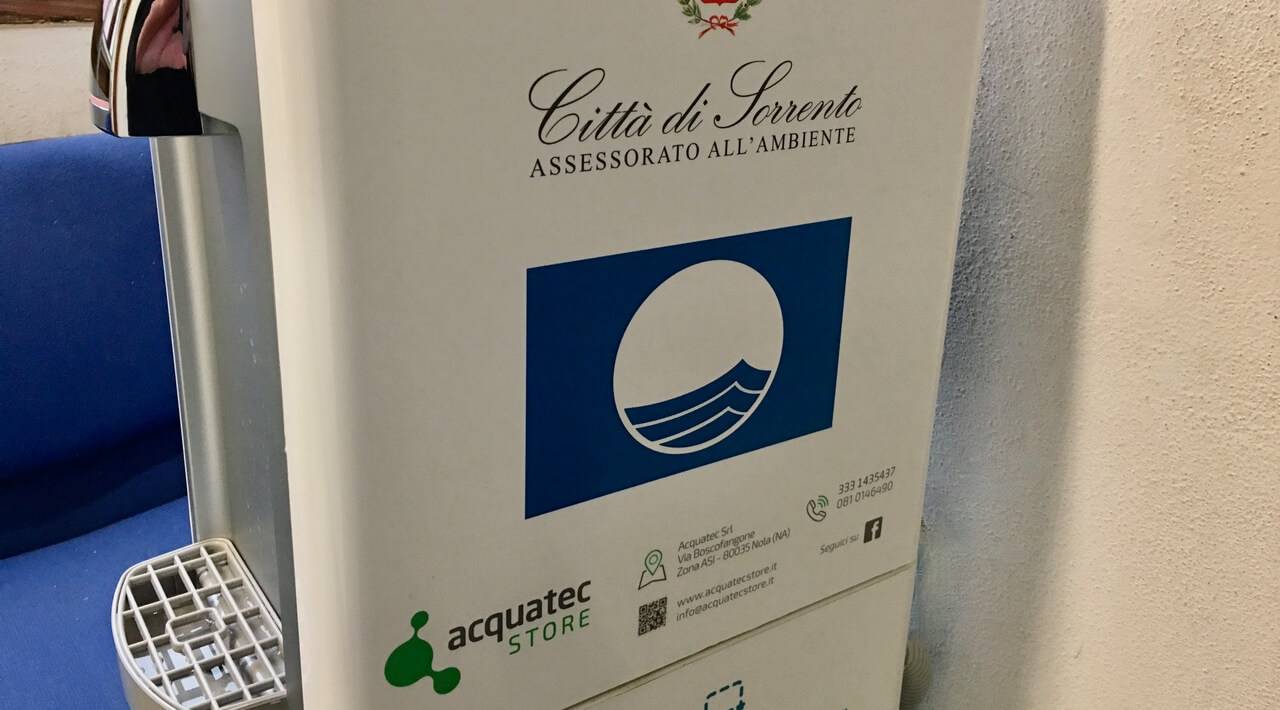 Città di Sorrento
ASSESSORATO ALL'AMBIENTE
333 1435437
081 0146490
Acquatec Srl
Via Boscofangone
Zona ASI - 80035 Nola (NA)
Seguici su f
www.acquatecstore.it
info@acquatecstore.it
acquatec
STORE